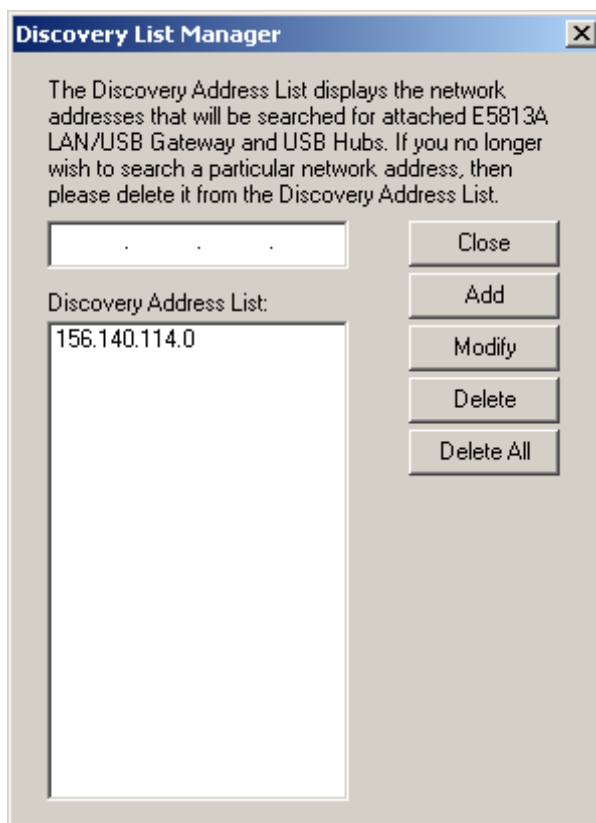 Discovery List Manager
The Discovery Address List displays the network
addresses that will be searched for attached E5813A
LAN/USB Gateway and USB Hubs. If you no longer
wish to search a particular network address, then
please delete it from the Discovery Address List.
. . .
Close
Add
Discovery Address List:
156.140.114.0
Modify
Delete
Delete All